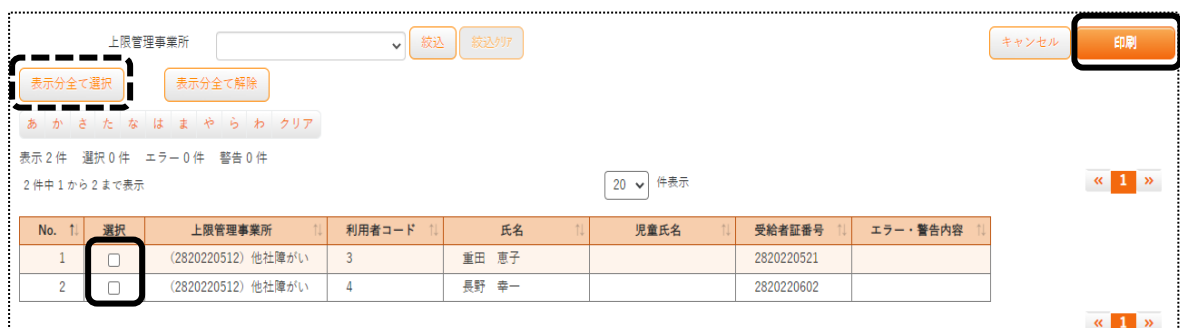 上限管理事業所 絞込 絞込クリア キャンセル 印刷
表示分全て選択 表示分全て解除
あ か さ た な は ま や ら わ クリア
表示 2 件 選択 0 件 エラー 0 件 警告 0 件
2 件中 1 から 2 まで表示 20 件表示 « 1 »
No. 選択 上限管理事業所 利用者コード 氏名 児童氏名 受給者証番号 エラー・警告内容
1 (2820220512) 他社障がい 3 重田 恵子 2820220521
2 (2820220512) 他社障がい 4 長野 幸一 2820220602
« 1 »